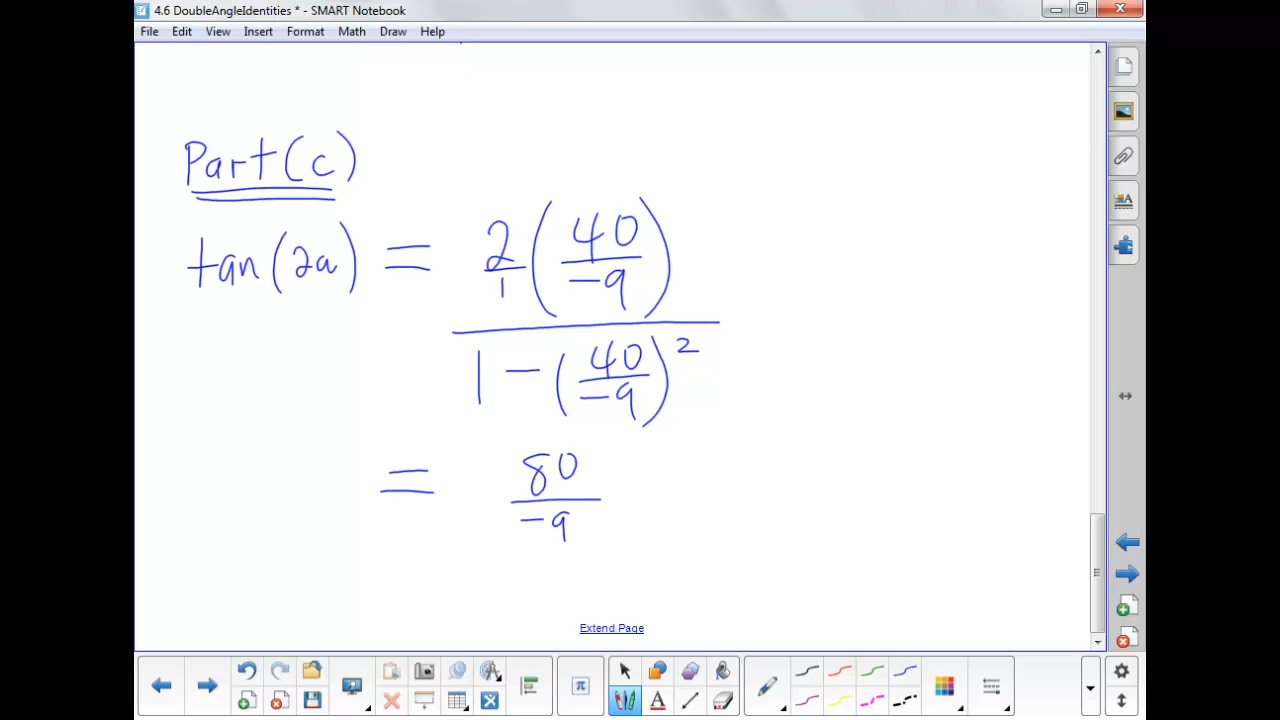 4.6 DoubleAngleIdentities * - SMART Notebook
File Edit View Insert Format Math Draw Help
Part (c)
tan(2a) = 2/1 (40/-9) / 1 - (40/-9)²
= 80/-9
Extend Page